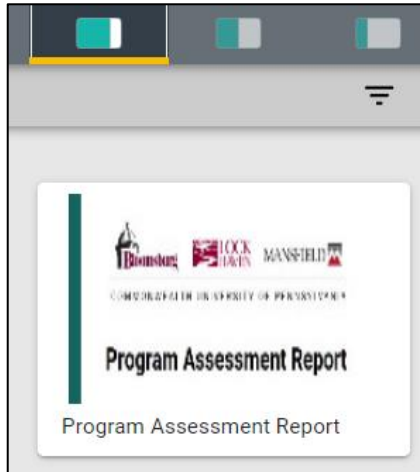 Bloomsburg LOCK HAVEN MANSFIELD
COMMONWEALTH UNIVERSITY OF PENNSYLVANIA
Program Assessment Report
Program Assessment Report